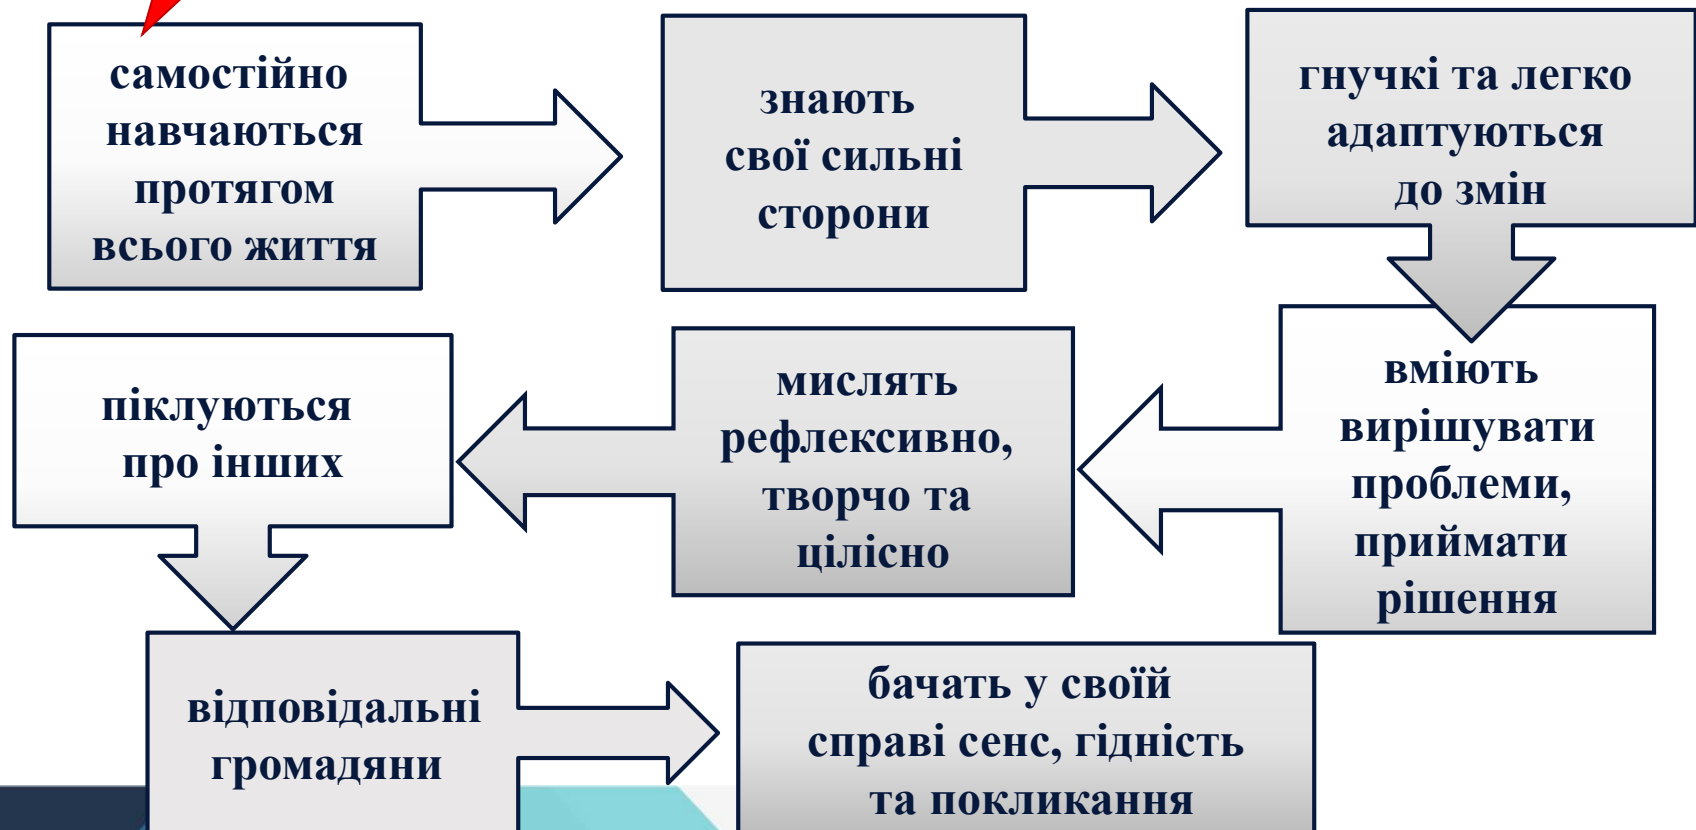 самостійно
навчаються
протягом
всього життя
знають
свої сильні
сторони
гнучкі та легко
адаптуються
до змін
вміють
вирішувати
проблеми,
приймати
рішення
мислять
рефлексивно,
творчо та
цілісно
піклуються
про інших
відповідальні
громадяни
бачать у своїй
справі сенс, гідність
та покликання